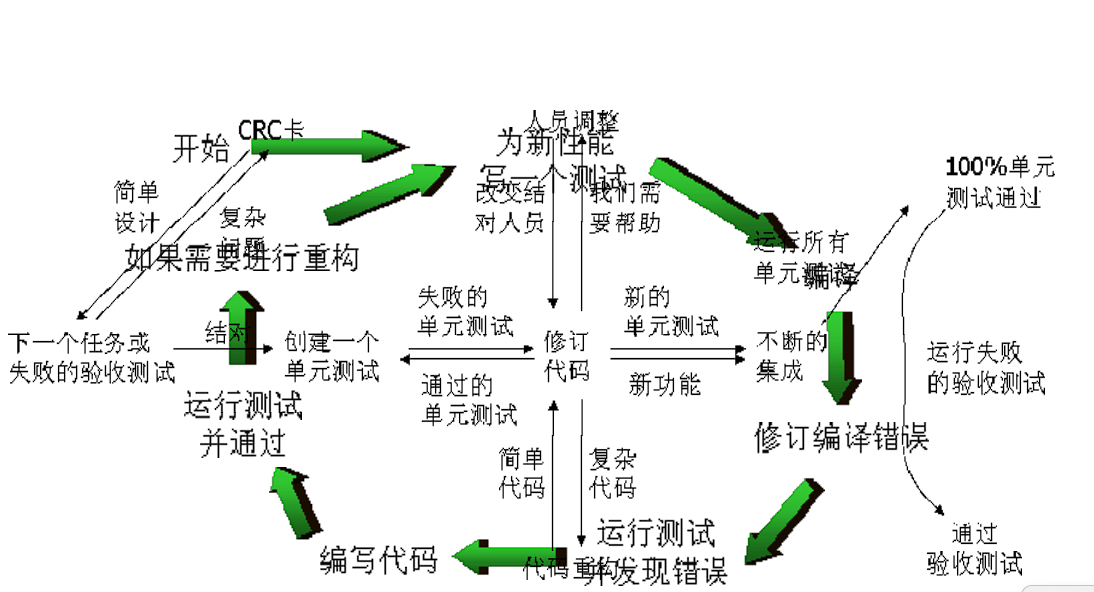 人员调整
CRC卡
开始
为新性能
写一个测试
100%单元
测试通过
简单
设计
复杂
问题
改变结
对人员
我们需
要帮助
运行所有
单元测试
编译
如果需要进行重构
失败的
单元测试
新的
单元测试
下一个任务或
失败的验收测试
结对
创建一个
单元测试
修订
代码
不断的
集成
运行失败
的验收测试
通过的
单元测试
新功能
运行测试
并通过
修订编译错误
简单
代码
复杂
代码
运行测试
并发现错误
编写代码
代码重构
通过
验收测试